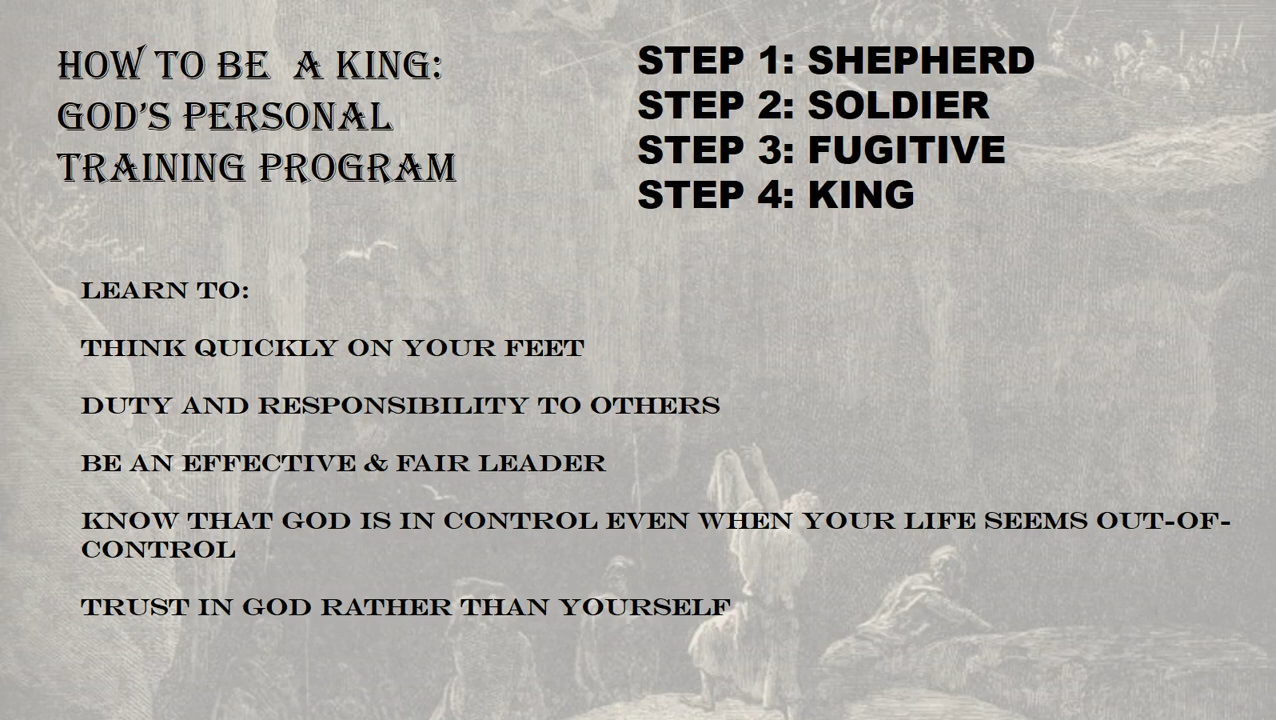 HOW TO BE A KING:
GOD'S PERSONAL
TRAINING PROGRAM
STEP 1: SHEPHERD
STEP 2: SOLDIER
STEP 3: FUGITIVE
STEP 4: KING
LEARN TO:
THINK QUICKLY ON YOUR FEET
DUTY AND RESPONSIBILITY TO OTHERS
BE AN EFFECTIVE & FAIR LEADER
KNOW THAT GOD IS IN CONTROL EVEN WHEN YOUR LIFE SEEMS OUT-OF-
CONTROL
TRUST IN GOD RATHER THAN YOURSELF